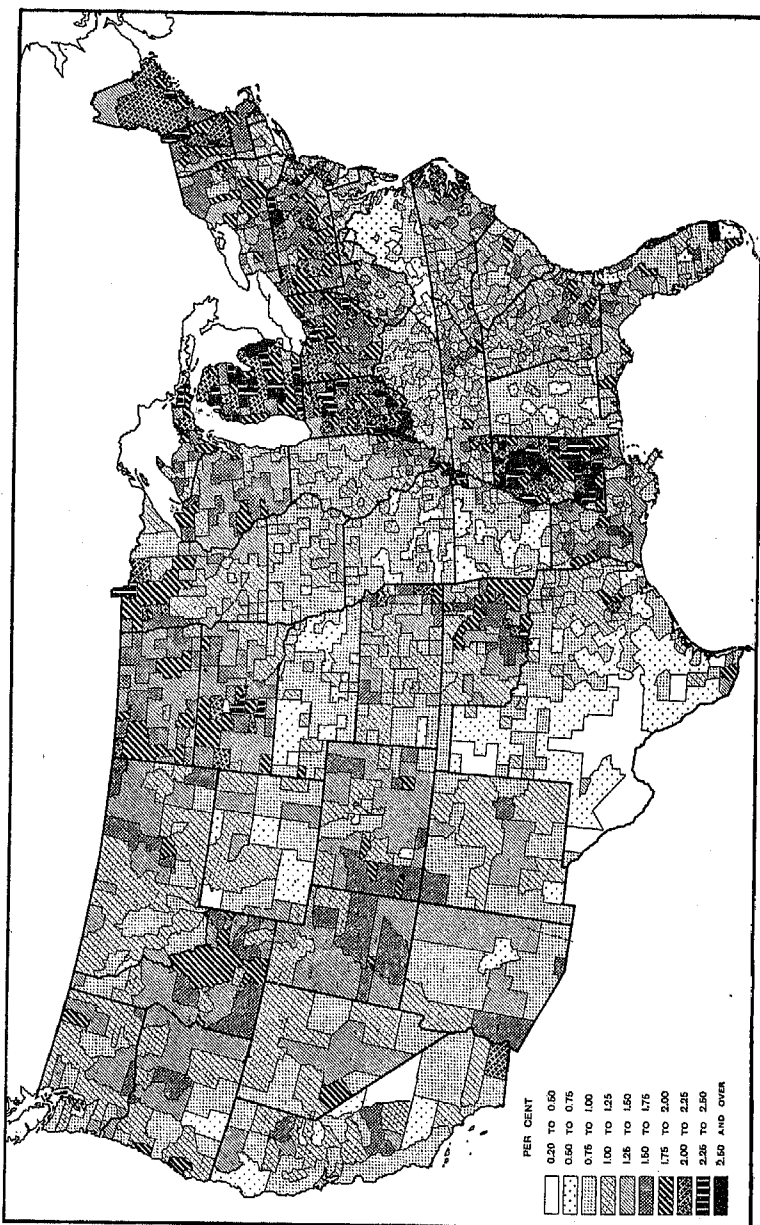 PER CENT
0.20 TO 0.50
0.50 TO 0.75
0.75 TO 1.00
1.00 TO 1.25
1.25 TO 1.50
1.50 TO 1.75
1.75 TO 2.00
2.00 TO 2.25
2.25 TO 2.50
2.50 AND OVER